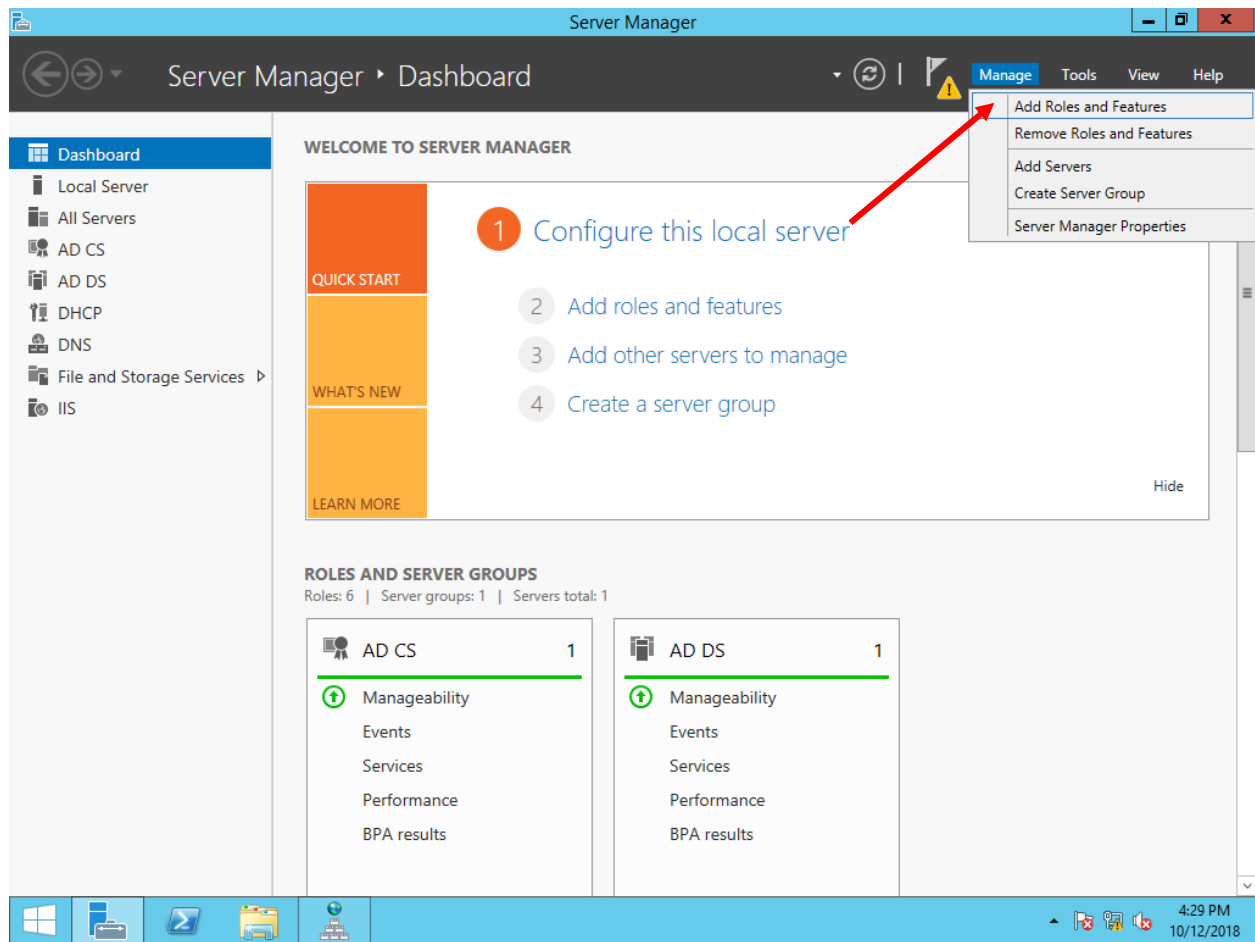 Server Manager
Server Manager ‣ Dashboard
Manage Tools View Help
Add Roles and Features
Remove Roles and Features
Add Servers
Create Server Group
Server Manager Properties
Dashboard
Local Server
All Servers
AD CS
AD DS
DHCP
DNS
File and Storage Services
IIS
WELCOME TO SERVER MANAGER
QUICK START
WHAT'S NEW
LEARN MORE
1 Configure this local server
2 Add roles and features
3 Add other servers to manage
4 Create a server group
Hide
ROLES AND SERVER GROUPS
Roles: 6 | Server groups: 1 | Servers total: 1
AD CS 1
Manageability
Events
Services
Performance
BPA results
AD DS 1
Manageability
Events
Services
Performance
BPA results
4:29 PM
10/12/2018